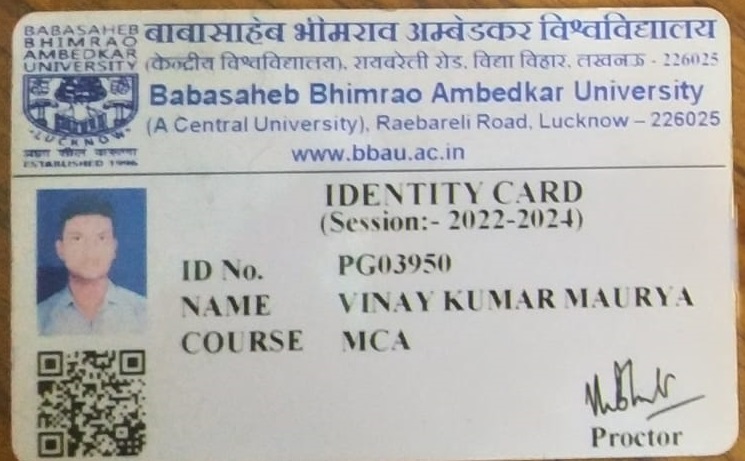 BABASAHEB
BHIMRAO
AMBEDKAR
UNIVERSITY
LUCKNOW
प्रज्ञा शील करूणा
ESTABLISHED 1996
बाबासाहेब भीमराव अम्बेडकर विश्वविद्यालय
(केन्द्रीय विश्वविद्यालय), रायबरेली रोड, विद्या विहार, लखनऊ - 226025
Babasaheb Bhimrao Ambedkar University
(A Central University), Raebareli Road, Lucknow – 226025
www.bbau.ac.in
IDENTITY CARD
(Session:- 2022-2024)
ID No. PG03950
NAME VINAY KUMAR MAURYA
COURSE MCA
Proctor